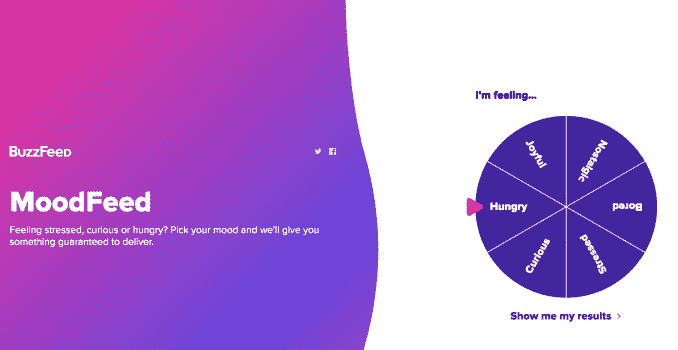 BuzzFeed
MoodFeed
Feeling stressed, curious or hungry? Pick your mood and we'll give you
something guaranteed to deliver.
I'm feeling...
Joyful
Nostalgic
Hungry
Bored
Curious
Stressed
Show me my results >